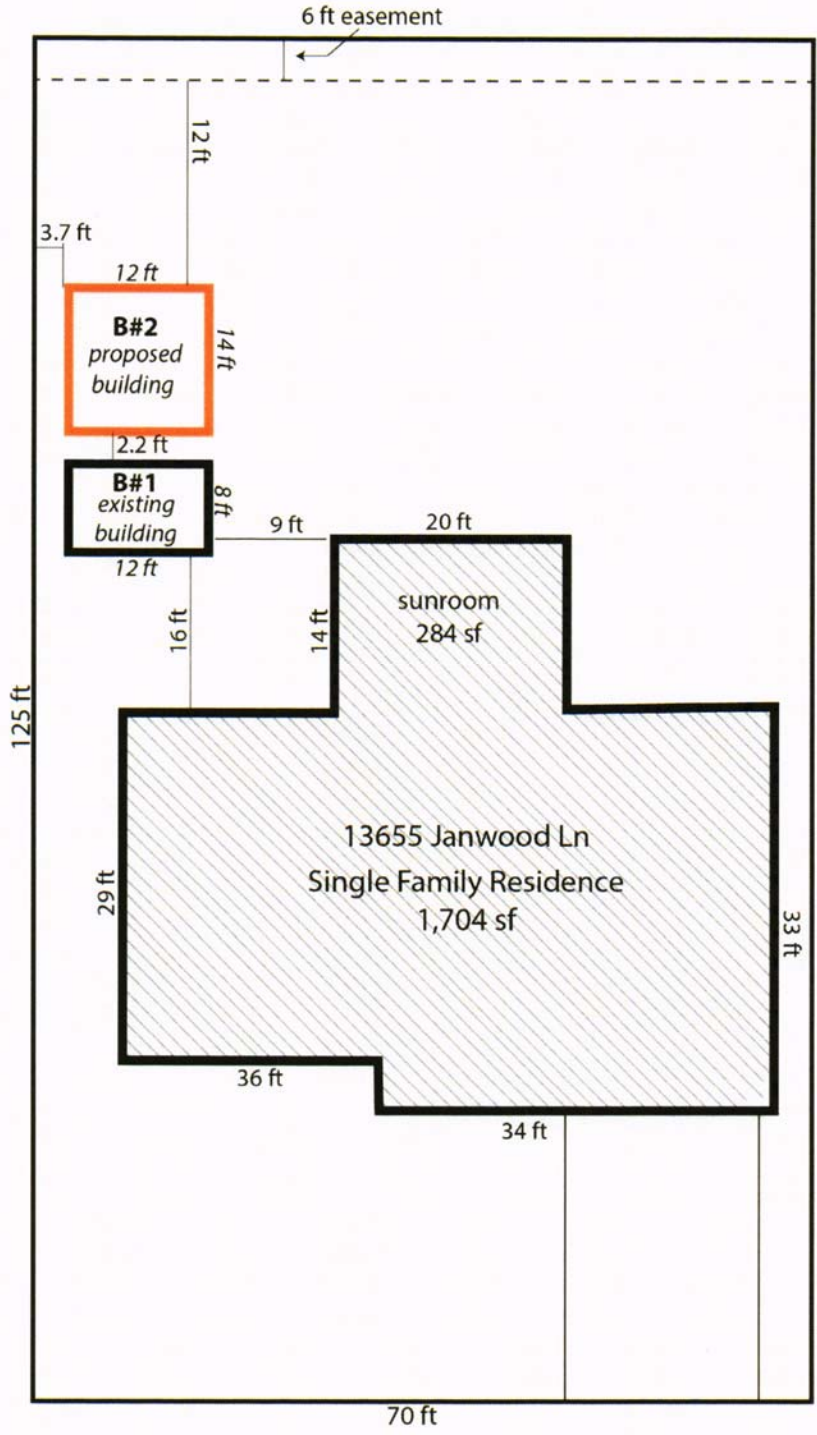 6 ft easement
12 ft
3.7 ft
12 ft
B#2
proposed
building
14 ft
2.2 ft
B#1
existing
building
8 ft
12 ft
9 ft
20 ft
sunroom
284 sf
16 ft
14 ft
125 ft
13655 Janwood Ln
Single Family Residence
1,704 sf
29 ft
33 ft
36 ft
34 ft
70 ft